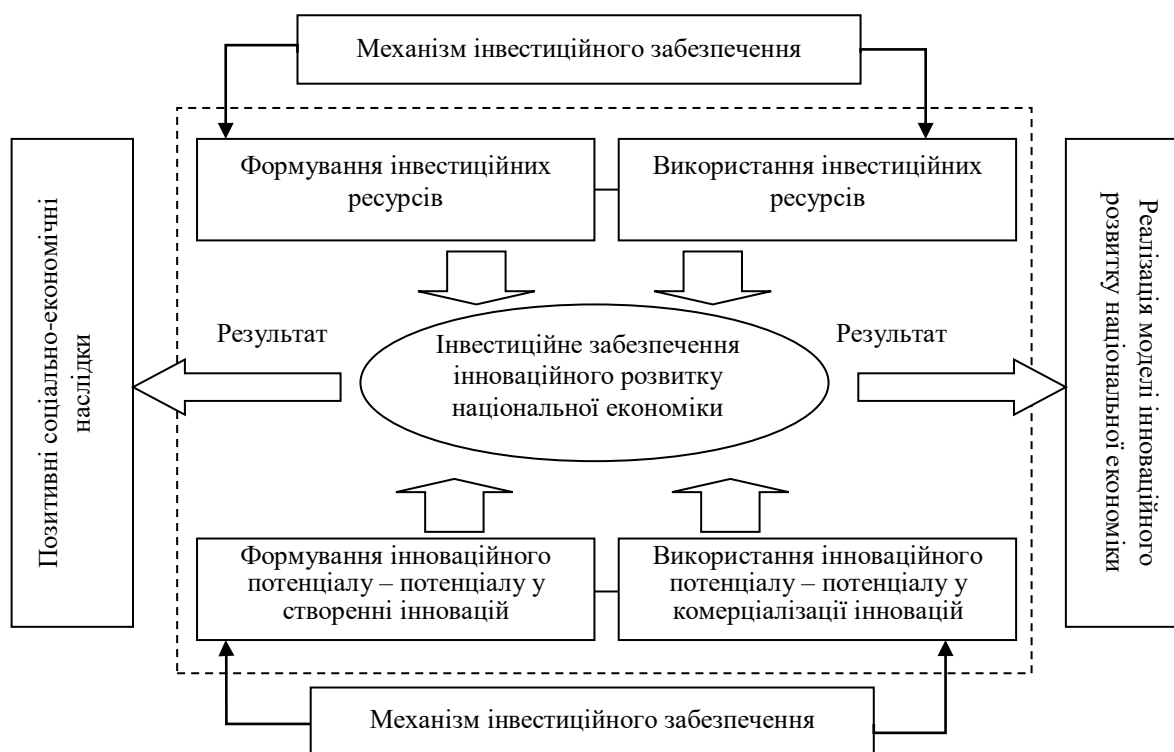 Механізм інвестиційного забезпечення
Формування інвестиційних
ресурсів
Використання інвестиційних
ресурсів
Позитивні соціально-економічні
наслідки
Результат
Інвестиційне забезпечення
інноваційного розвитку
національної економіки
Результат
Реалізація моделі інноваційного
розвитку національної економіки
Формування інноваційного
потенціалу – потенціалу у
створенні інновацій
Використання інноваційного
потенціалу – потенціалу у
комерціалізації інновацій
Механізм інвестиційного забезпечення